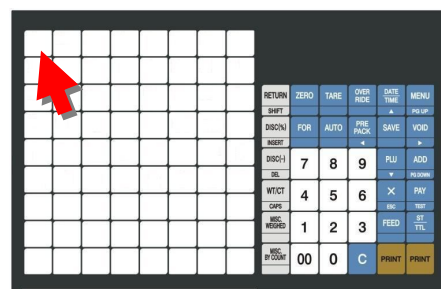 RETURN ZERO TARE OVER RIDE DATE TIME MENU
SHIFT ▲ PG UP
DISC(%) FOR AUTO PRE PACK SAVE VOID
INSERT ◀ ▶
DISC(-) 7 8 9 PLU ADD
DEL ▼ PG DOWN
WT/CT 4 5 6 × PAY
CAPS ESC TEST
MISC. WEIGHED 1 2 3 FEED ST TTL
MISC. BY COUNT 00 0 C PRINT PRINT